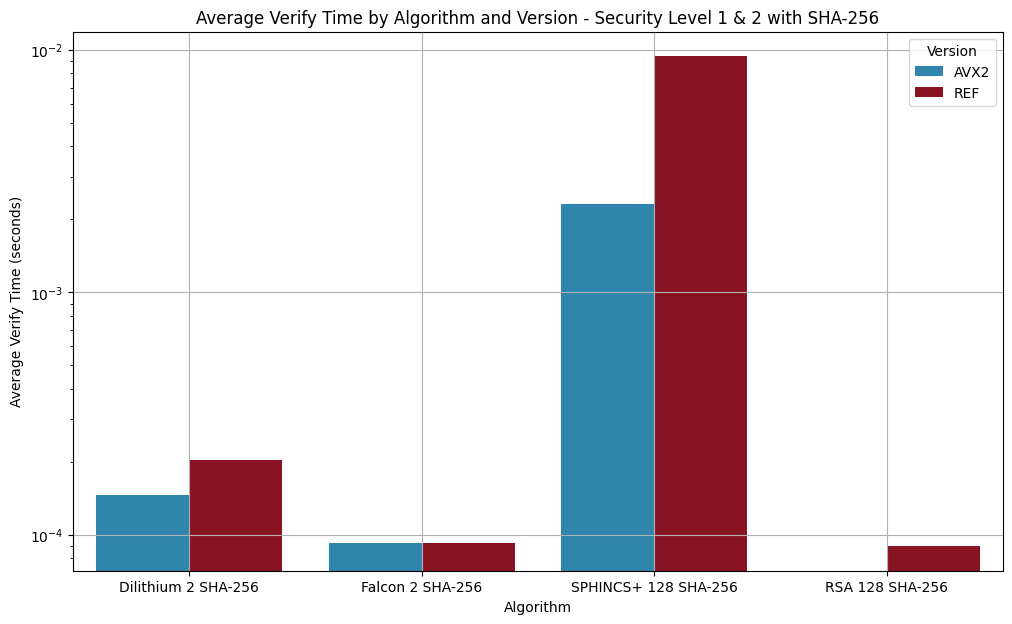 Average Verify Time by Algorithm and Version - Security Level 1 & 2 with SHA-256
Version
AVX2
REF
Average Verify Time (seconds)
10⁻²
10⁻³
10⁻⁴
Dilithium 2 SHA-256
Falcon 2 SHA-256
SPHINCS+ 128 SHA-256
RSA 128 SHA-256
Algorithm